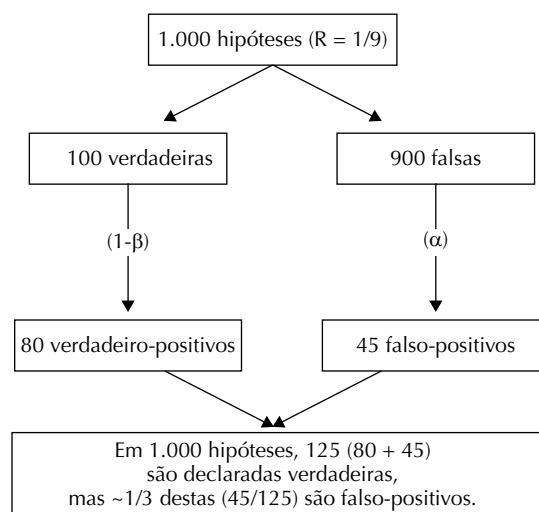 1.000 hipóteses (R = 1/9)
100 verdadeiras
900 falsas
(1-β)
(α)
80 verdadeiro-positivos
45 falso-positivos
Em 1.000 hipóteses, 125 (80 + 45)
são declaradas verdadeiras,
mas ~1/3 destas (45/125) são falso-positivos.